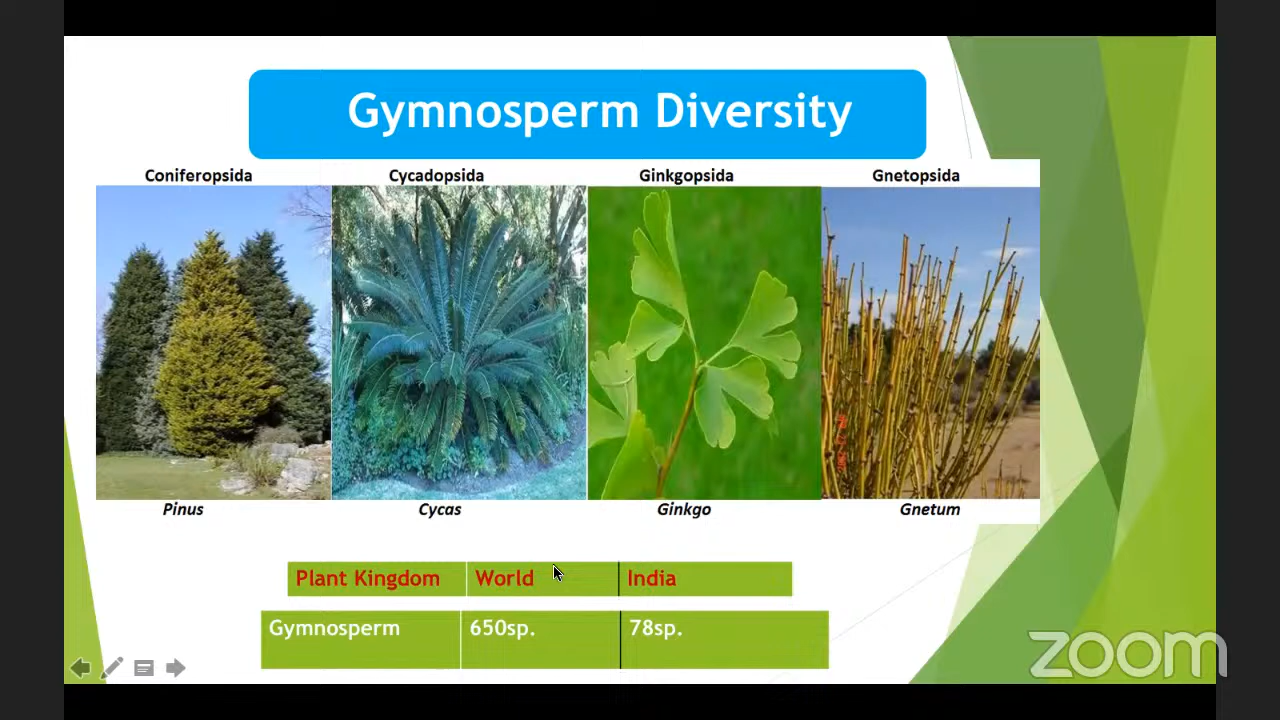 Gymnosperm Diversity
Coniferopsida Cycadopsida Ginkgopsida Gnetopsida
Pinus Cycas Ginkgo Gnetum
Plant Kingdom World India
Gymnosperm 650sp. 78sp.
zoom